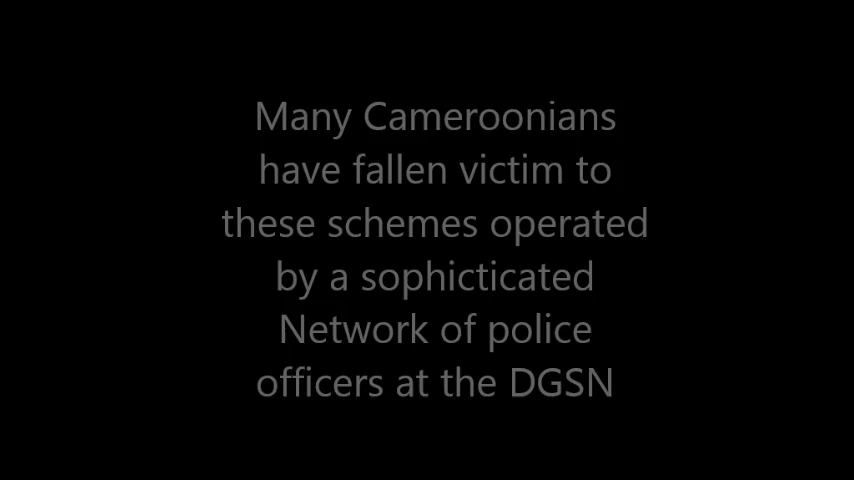 Many Cameroonians
have fallen victim to
these schemes operated
by a sophicticated
Network of police
officers at the DGSN